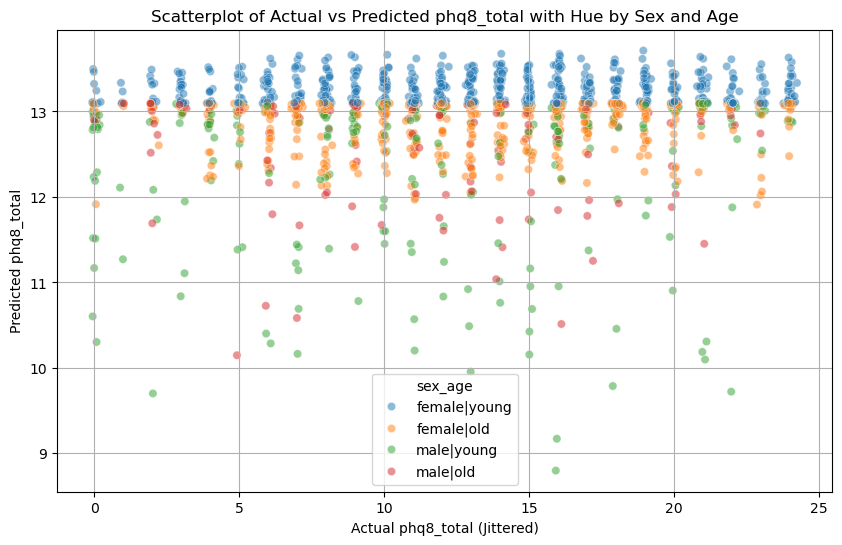 Scatterplot of Actual vs Predicted phq8_total with Hue by Sex and Age
Predicted phq8_total
13
12
11
10
9
sex_age
female|young
female|old
male|young
male|old
0 5 10 15 20 25
Actual phq8_total (Jittered)